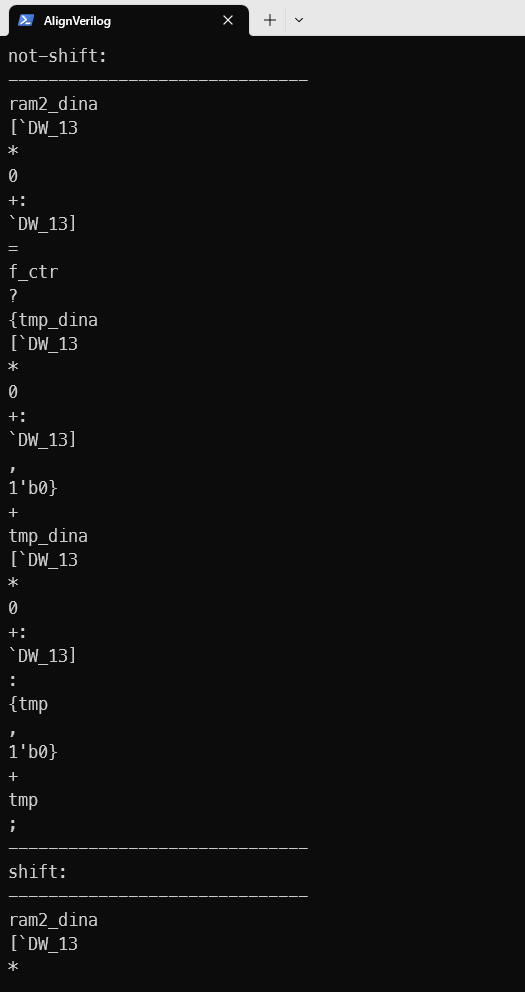 AlignVerilog
not-shift:
------------------------------
ram2_dina
[`DW_13
*
0
+:
`DW_13]
=
f_ctr
?
{tmp_dina
[`DW_13
*
0
+:
`DW_13]
,
1'b0}
+
tmp_dina
[`DW_13
*
0
+:
`DW_13]
:
{tmp
,
1'b0}
+
tmp
;
------------------------------
shift:
------------------------------
ram2_dina
[`DW_13
*